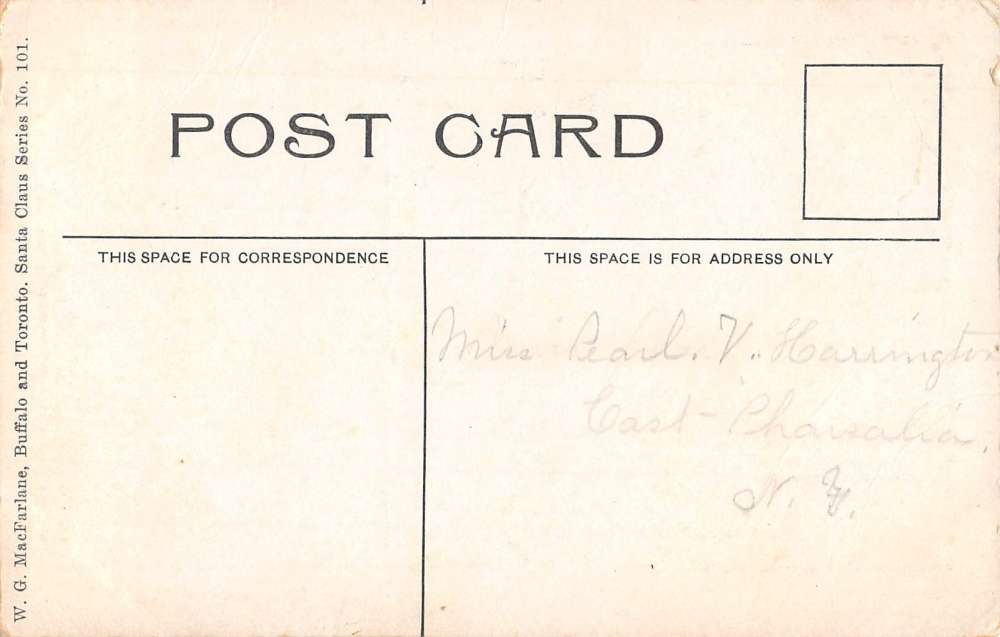 POST CARD
THIS SPACE FOR CORRESPONDENCE
THIS SPACE IS FOR ADDRESS ONLY
Miss Pearl. V. Harrington
East Pharsalia,
N. Y.
W. G. MacFarlane, Buffalo and Toronto. Santa Claus Series No. 101.